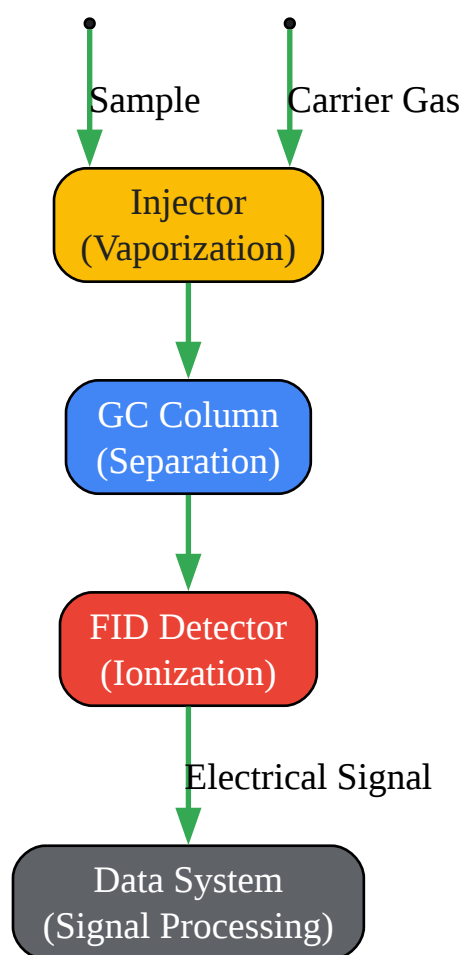 Sample
Carrier Gas
Injector
(Vaporization)
GC Column
(Separation)
FID Detector
(Ionization)
Electrical Signal
Data System
(Signal Processing)